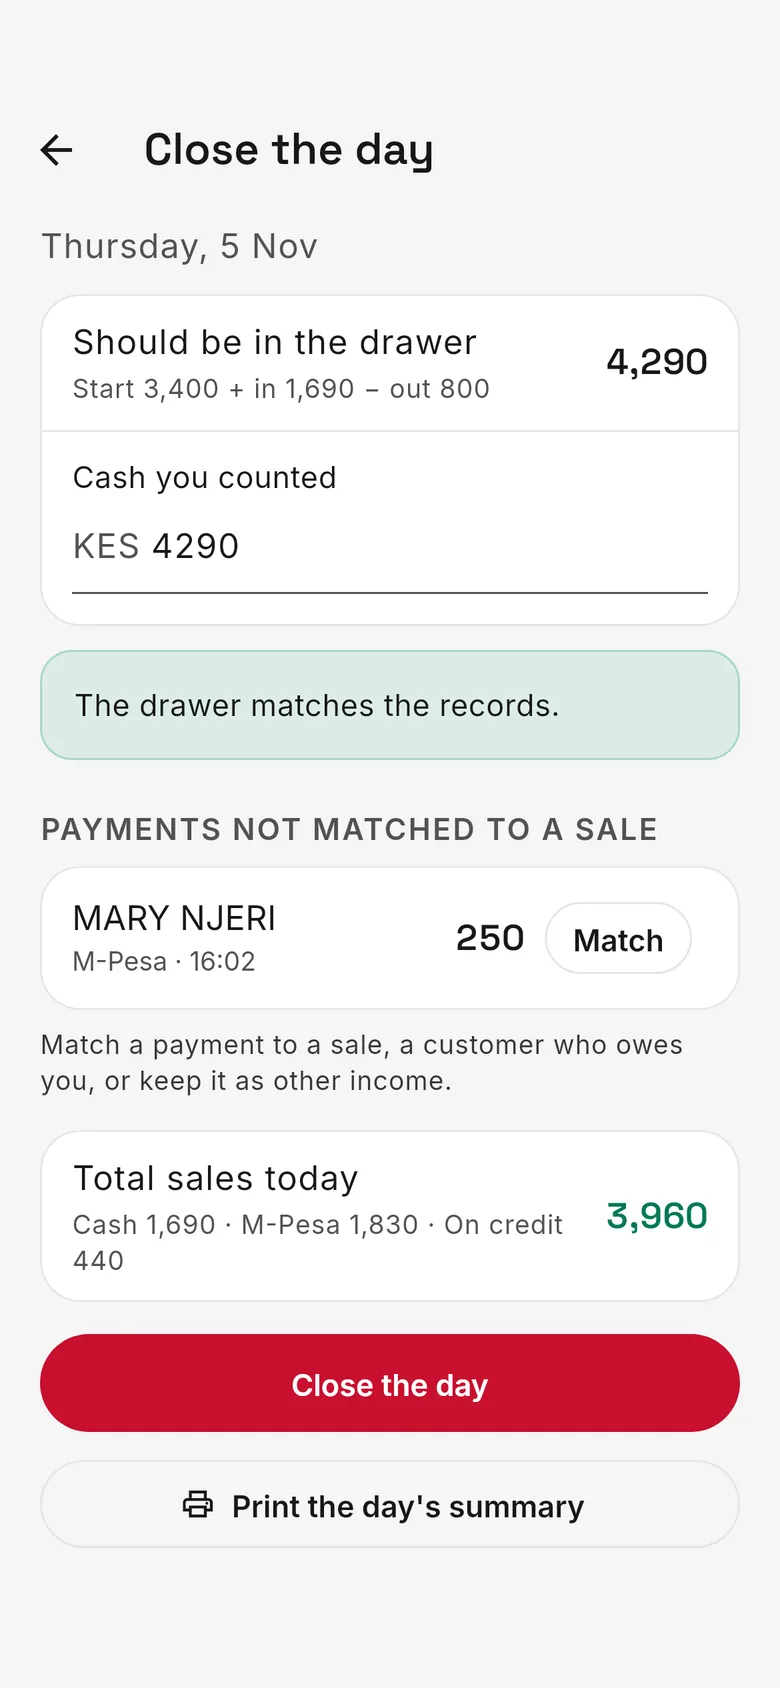 Close the day
Thursday, 5 Nov
Should be in the drawer
4,290
Start 3,400 + in 1,690 − out 800
Cash you counted
KES 4290
The drawer matches the records.
PAYMENTS NOT MATCHED TO A SALE
MARY NJERI
250
Match
M-Pesa · 16:02
Match a payment to a sale, a customer who owes
you, or keep it as other income.
Total sales today
3,960
Cash 1,690 · M-Pesa 1,830 · On credit
440
Close the day
Print the day's summary